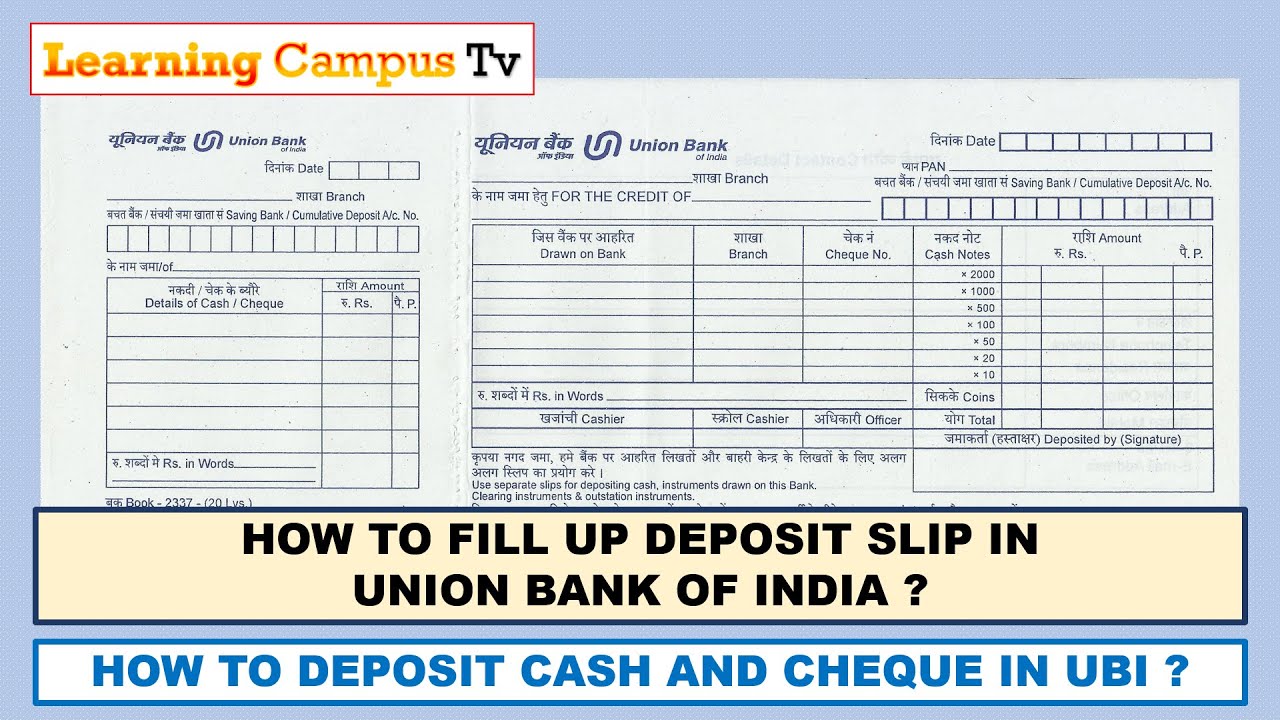 Learning Campus Tv
यूनियन बैंक
ऑफ इंडिया
Union Bank
of India
दिनांक Date
शाखा Branch
बचत बैंक / संचयी जमा खाता सं Saving Bank / Cumulative Deposit A/c. No.
के नाम जमा/of
नकदी / चेक के ब्यौरे
Details of Cash / Cheque
राशि Amount
रु. Rs.
पै. P.
रु. शब्दों में Rs. in Words
बुक Book - 2337 - (20 Lvs.)
यूनियन बैंक
ऑफ इंडिया
Union Bank
of India
दिनांक Date
प्यान PAN
शाखा Branch
बचत बैंक / संचयी जमा खाता सं Saving Bank / Cumulative Deposit A/c. No.
के नाम जमा हेतु FOR THE CREDIT OF
जिस बैंक पर आहरित
Drawn on Bank
शाखा
Branch
चेक नं
Cheque No.
नकद नोट
Cash Notes
राशि Amount
रु. Rs.
पै. P.
× 2000
× 1000
× 500
× 100
× 50
× 20
× 10
रु. शब्दों में Rs. in Words
सिक्के Coins
खजांची Cashier
स्क्रोल Cashier
अधिकारी Officer
योग Total
जमाकर्ता (हस्ताक्षर) Deposited by (Signature)
कृपया नगद जमा, हमे बैंक पर आहरित लिखतों और बाहरी केन्द्र के लिखतों के लिए अलग
अलग स्लिप का प्रयोग करे ।
Use separate slips for depositing cash, instruments drawn on this Bank.
Clearing instruments & outstation instruments.
HOW TO FILL UP DEPOSIT SLIP IN
UNION BANK OF INDIA ?
HOW TO DEPOSIT CASH AND CHEQUE IN UBI ?